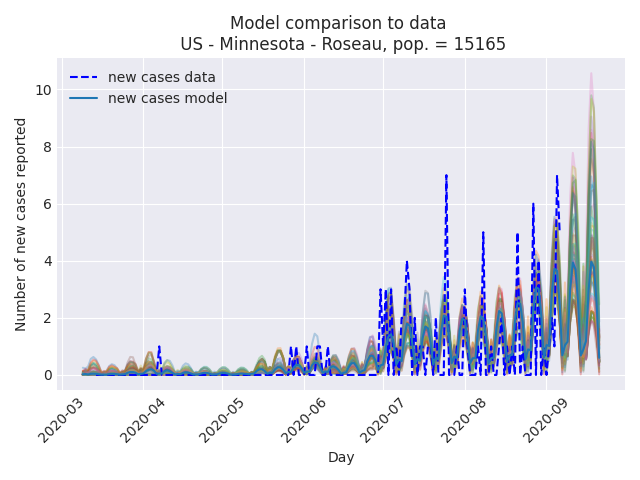 Model comparison to data
US - Minnesota - Roseau, pop. = 15165
new cases data
new cases model
Number of new cases reported
10
8
6
4
2
0
2020-03
2020-04
2020-05
2020-06
2020-07
2020-08
2020-09
Day